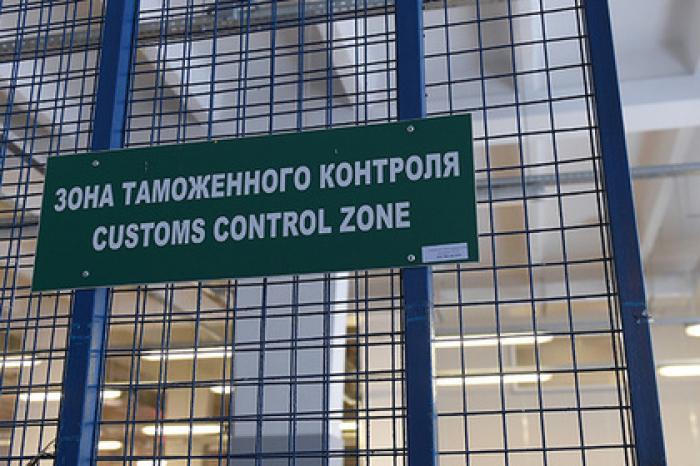 ЗОНА ТАМОЖЕННОГО КОНТРОЛЯ
CUSTOMS CONTROL ZONE